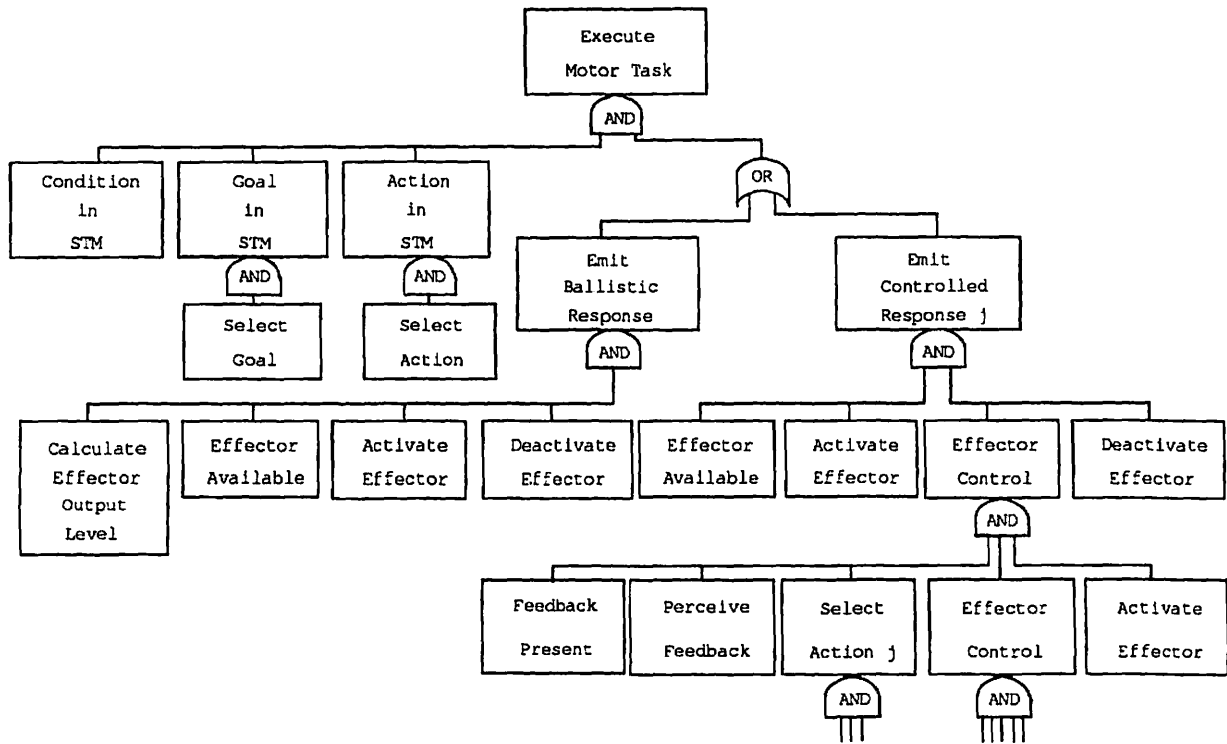 Execute
Motor Task
AND
Condition
in
STM
Goal
in
STM
Action
in
STM
OR
AND
AND
Select
Goal
Select
Action
Emit
Ballistic
Response
Emit
Controlled
Response j
AND
AND
Calculate
Effector
Output
Level
Effector
Available
Activate
Effector
Deactivate
Effector
Effector
Available
Activate
Effector
Effector
Control
Deactivate
Effector
AND
Feedback
Present
Perceive
Feedback
Select
Action j
Effector
Control
Activate
Effector
AND
AND